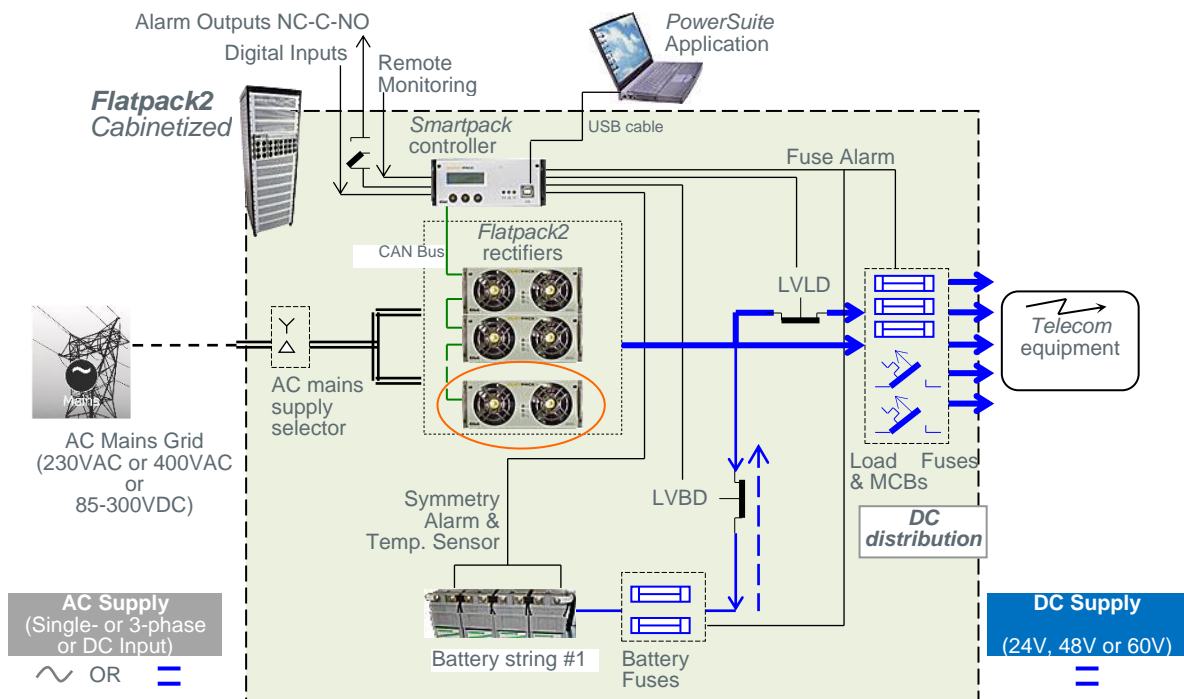 Alarm Outputs NC-C-NO
Digital Inputs
Remote
Monitoring
PowerSuite
Application
Flatpack2
Cabinetized
Smartpack
controller
USB cable
Fuse Alarm
CAN Bus
Flatpack2
rectifiers
LVLD
Mains
AC mains
supply
selector
Telecom
equipment
AC Mains Grid
(230VAC or 400VAC
or
85-300VDC)
Load Fuses
& MCBs
LVBD
Symmetry
Alarm &
Temp. Sensor
DC
distribution
AC Supply
(Single- or 3-phase
or DC Input)
OR
Battery string #1
Battery
Fuses
DC Supply
(24V, 48V or 60V)